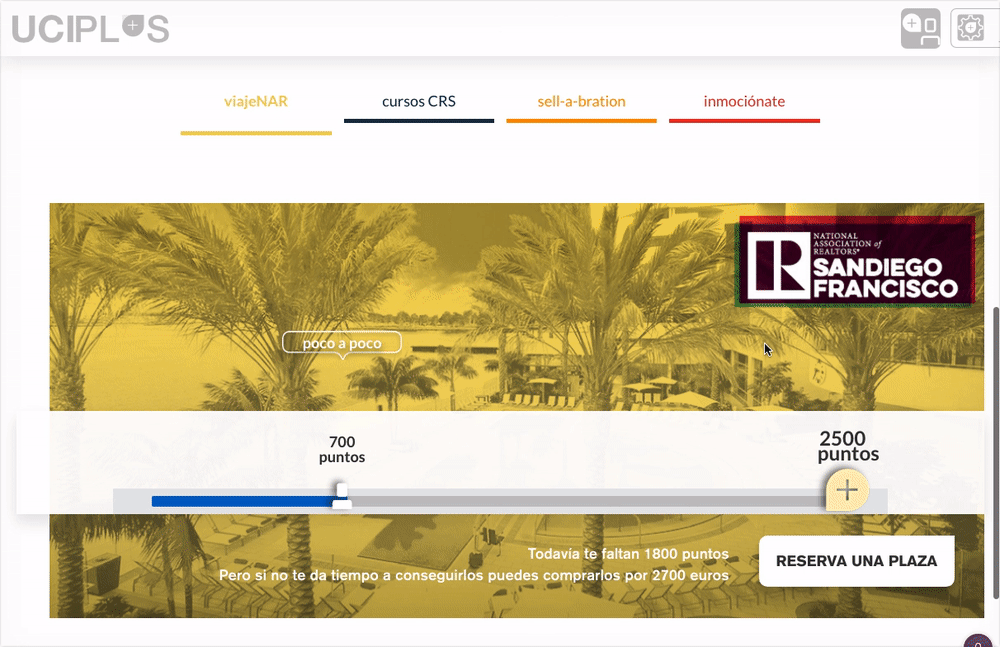 UCIPLUS
viajeNAR
cursos CRS
sell-a-bration
inmociónate
NATIONAL
ASSOCIATION of
REALTORS®
SANDIEGO
FRANCISCO
poco a poco
700
puntos
2500
puntos
Todavía te faltan 1800 puntos
Pero si no te da tiempo a conseguirlos puedes comprarlos por 2700 euros
RESERVA UNA PLAZA